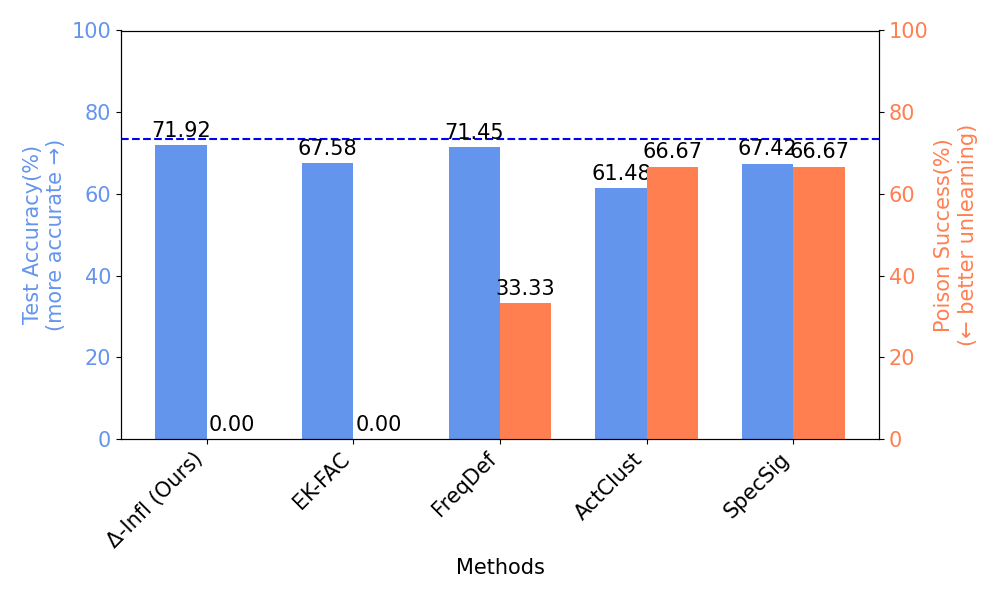 100
80
60
40
20
0
Test Accuracy(%)
(more accurate →)
71.92
0.00
67.58
0.00
71.45
33.33
61.48
66.67
67.42
66.67
100
80
60
40
20
0
Poison Success(%)
(← better unlearning)
Δ-Infl (Ours)
EK-FAC
FreqDef
ActClust
SpecSig
Methods